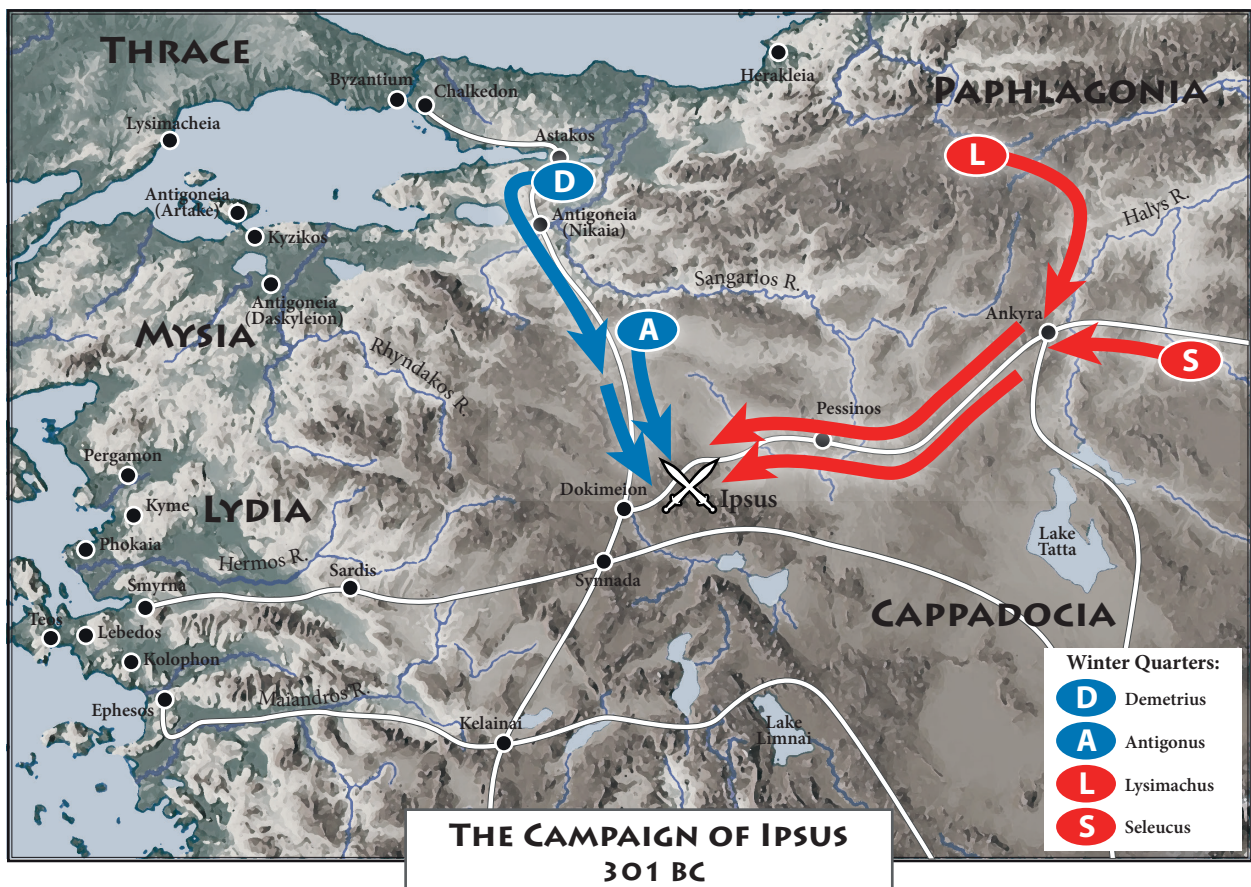 THRACE
Byzantium
Chalkedon
Herakleia
PAPHLAGONIA
Lysimacheia
Astakos
D
L
Antigoneia
(Artake)
Antigoneia
(Nikaia)
Halys R.
Kyzikos
Sangarios R.
Antigoneia
(Daskyleion)
Ankyra
MYSIA
A
S
Rhyndakos R.
Pessinos
Pergamon
Dokimeion
Ipsus
Kyme
LYDIA
Phokaia
Hermos R.
Lake
Tatta
Smyrna
Sardis
Synnada
CAPPADOCIA
Teos
Lebedos
Kolophon
Maiandros R.
Ephesos
Kelainai
Lake
Limnai
Winter Quarters:
D Demetrius
A Antigonus
L Lysimachus
S Seleucus
THE CAMPAIGN OF IPSUS
301 BC